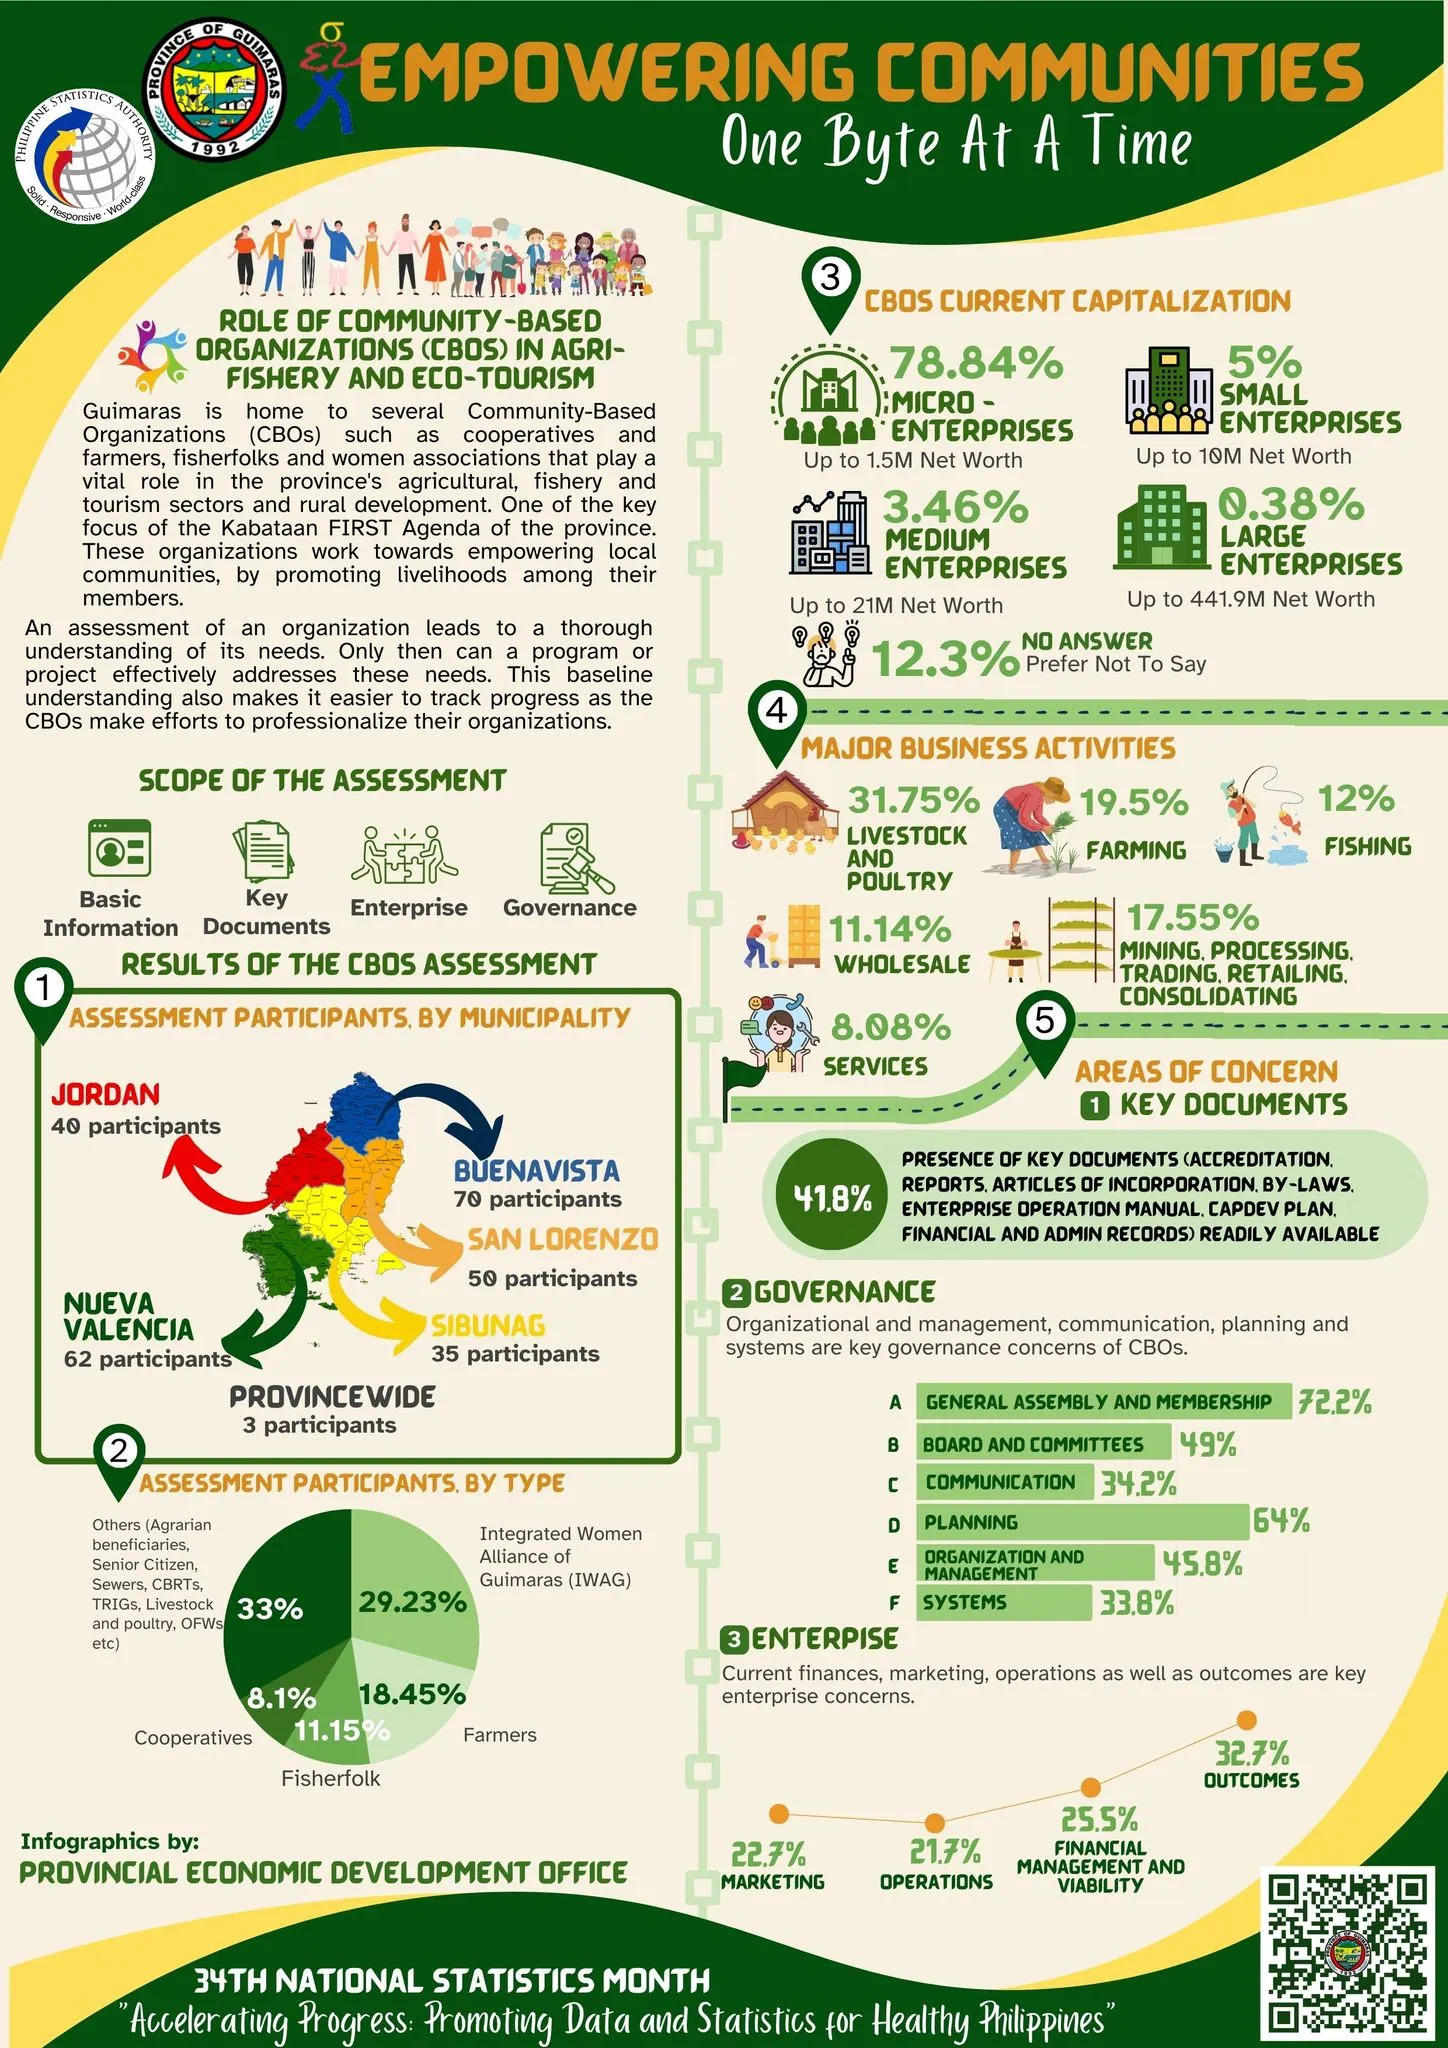 PHILIPPINE STATISTICS AUTHORITY
Solid · Responsive · World-class
PROVINCE OF GUIMARAS
1992
EMPOWERING COMMUNITIES
One Byte At A Time
ROLE OF COMMUNITY-BASED
ORGANIZATIONS (CBOS) IN AGRI-
FISHERY AND ECO-TOURISM
Guimaras is home to several Community-Based
Organizations (CBOs) such as cooperatives and
farmers, fisherfolks and women associations that play a
vital role in the province's agricultural, fishery and
tourism sectors and rural development. One of the key
focus of the Kabataan FIRST Agenda of the province.
These organizations work towards empowering local
communities, by promoting livelihoods among their
members.
An assessment of an organization leads to a thorough
understanding of its needs. Only then can a program or
project effectively addresses these needs. This baseline
understanding also makes it easier to track progress as the
CBOs make efforts to professionalize their organizations.
SCOPE OF THE ASSESSMENT
Basic
Information
Key
Documents
Enterprise
Governance
RESULTS OF THE CBOS ASSESSMENT
1
ASSESSMENT PARTICIPANTS, BY MUNICIPALITY
JORDAN
40 participants
BUENAVISTA
70 participants
SAN LORENZO
50 participants
NUEVA
VALENCIA
62 participants
SIBUNAG
35 participants
PROVINCEWIDE
3 participants
2
ASSESSMENT PARTICIPANTS, BY TYPE
Others (Agrarian
beneficiaries,
Senior Citizen,
Sewers, CBRTs,
TRIGs, Livestock
and poultry, OFWs
etc)
33%
29.23%
Integrated Women
Alliance of
Guimaras (IWAG)
8.1%
18.45%
11.15%
Cooperatives
Farmers
Fisherfolk
Infographics by:
PROVINCIAL ECONOMIC DEVELOPMENT OFFICE
3
CBOS CURRENT CAPITALIZATION
78.84%
MICRO -
ENTERPRISES
Up to 1.5M Net Worth
5%
SMALL
ENTERPRISES
Up to 10M Net Worth
3.46%
MEDIUM
ENTERPRISES
Up to 21M Net Worth
0.38%
LARGE
ENTERPRISES
Up to 441.9M Net Worth
12.3%
NO ANSWER
Prefer Not To Say
4
MAJOR BUSINESS ACTIVITIES
31.75%
LIVESTOCK
AND
POULTRY
19.5%
FARMING
12%
FISHING
11.14%
WHOLESALE
17.55%
MINING, PROCESSING,
TRADING, RETAILING,
CONSOLIDATING
8.08%
SERVICES
5
AREAS OF CONCERN
1 KEY DOCUMENTS
41.8%
PRESENCE OF KEY DOCUMENTS (ACCREDITATION,
REPORTS, ARTICLES OF INCORPORATION, BY-LAWS,
ENTERPRISE OPERATION MANUAL, CAPDEV PLAN,
FINANCIAL AND ADMIN RECORDS) READILY AVAILABLE
2 GOVERNANCE
Organizational and management, communication, planning and
systems are key governance concerns of CBOs.
A GENERAL ASSEMBLY AND MEMBERSHIP 72.2%
B BOARD AND COMMITTEES 49%
C COMMUNICATION 34.2%
D PLANNING 64%
E ORGANIZATION AND
MANAGEMENT 45.8%
F SYSTEMS 33.8%
3 ENTERPISE
Current finances, marketing, operations as well as outcomes are key
enterprise concerns.
22.7%
MARKETING
21.7%
OPERATIONS
25.5%
FINANCIAL
MANAGEMENT AND
VIABILITY
32.7%
OUTCOMES
34TH NATIONAL STATISTICS MONTH
"Accelerating Progress: Promoting Data and Statistics for Healthy Philippines"